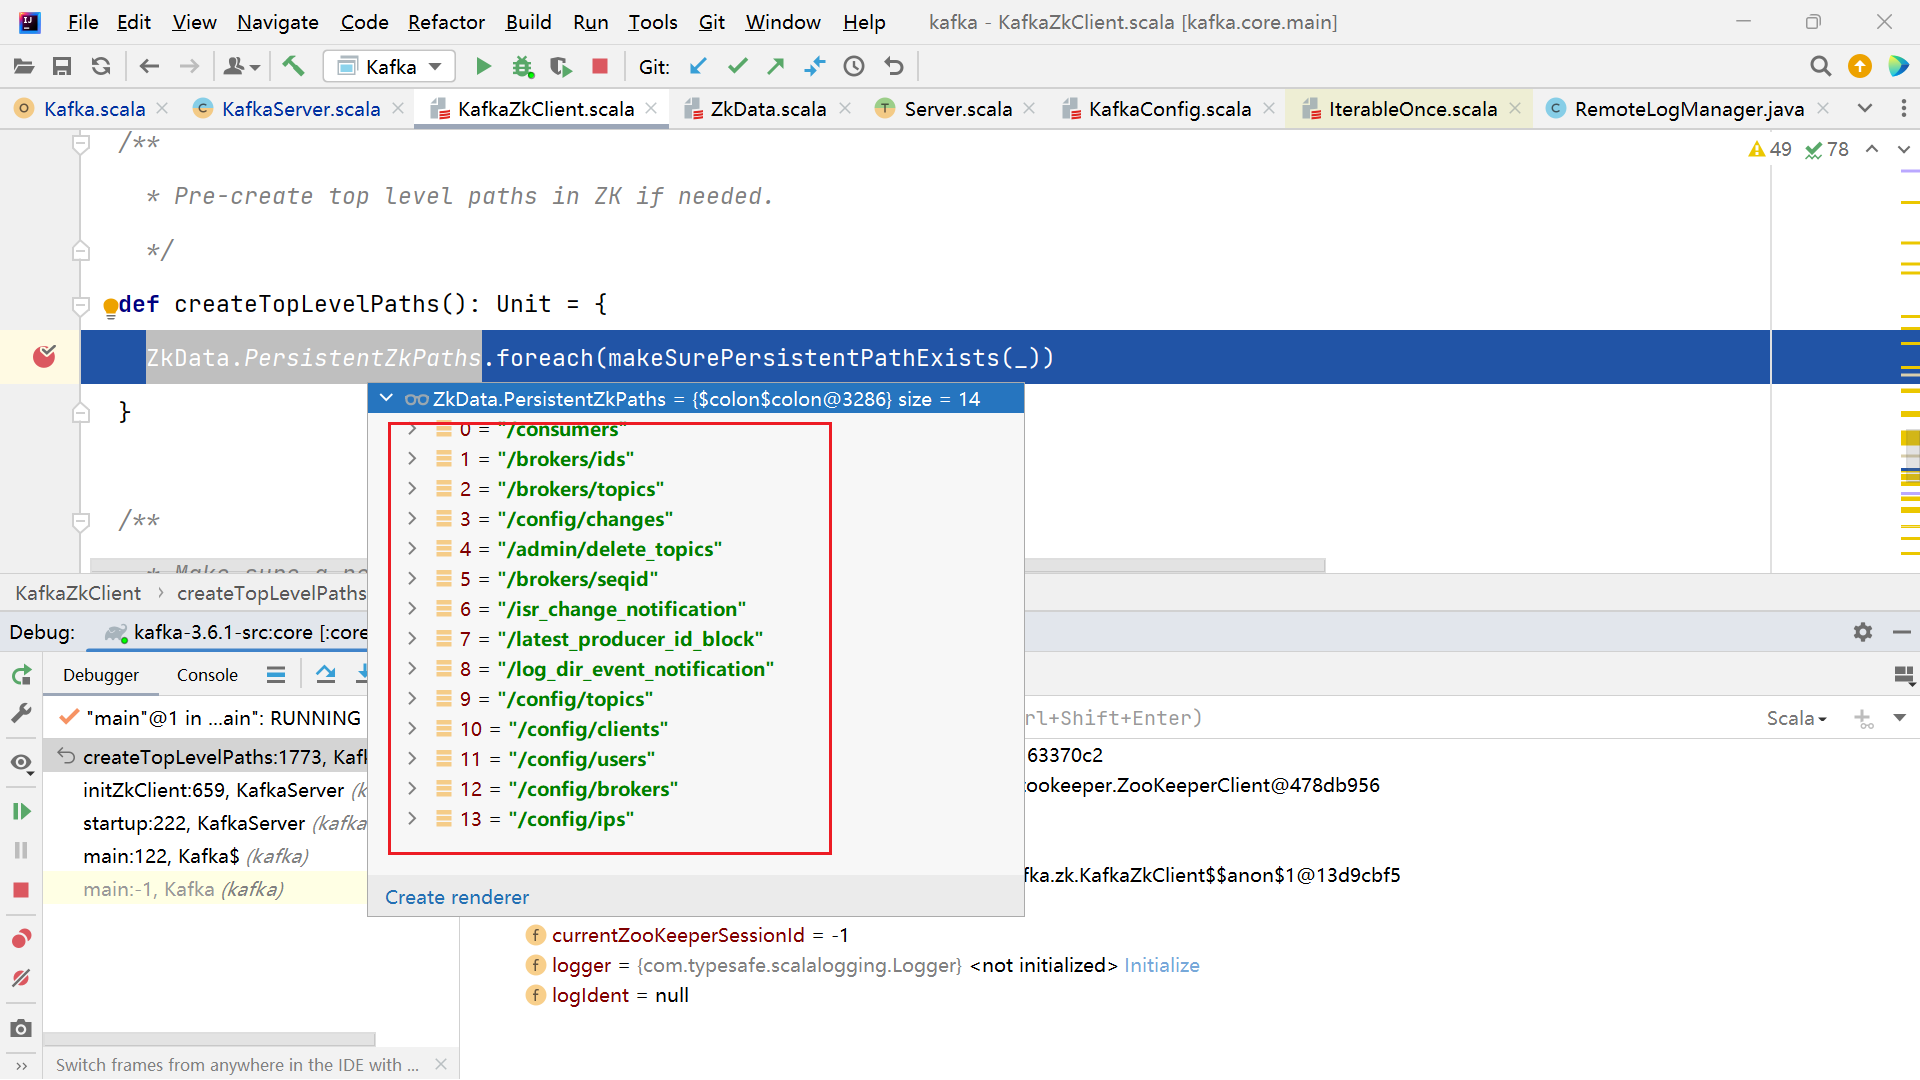 File Edit View Navigate Code Refactor Build Run Tools Git Window Help kafka - KafkaZkClient.scala [kafka.core.main]
Kafka Git:
Kafka.scala KafkaServer.scala KafkaZkClient.scala ZkData.scala Server.scala KafkaConfig.scala IterableOnce.scala RemoteLogManager.java
/**
49 78
* Pre-create top level paths in ZK if needed.
*/
def createTopLevelPaths(): Unit = {
ZkData.PersistentZkPaths.foreach(makeSurePersistentPathExists(_))
}
ZkData.PersistentZkPaths = {$colon$colon@3286} size = 14
0 = "/consumers"
1 = "/brokers/ids"
2 = "/brokers/topics"
3 = "/config/changes"
4 = "/admin/delete_topics"
5 = "/brokers/seqid"
6 = "/isr_change_notification"
7 = "/latest_producer_id_block"
8 = "/log_dir_event_notification"
9 = "/config/topics"
10 = "/config/clients"
11 = "/config/users"
12 = "/config/brokers"
13 = "/config/ips"
Create renderer
/**
KafkaZkClient createTopLevelPaths
Debug: kafka-3.6.1-src:core [:core
Debugger Console
"main"@1 in ...ain": RUNNING
rl+Shift+Enter) Scala
createTopLevelPaths:1773, Kafk
initZkClient:659, KafkaServer (k
startup:222, KafkaServer (kafka
main:122, Kafka$ (kafka)
main:-1, Kafka (kafka)
63370c2
ookeeper.ZooKeeperClient@478db956
fka.zk.KafkaZkClient$$anon$1@13d9cbf5
currentZooKeeperSessionId = -1
logger = {com.typesafe.scalalogging.Logger} <not initialized> Initialize
logIdent = null
Switch frames from anywhere in the IDE with ...